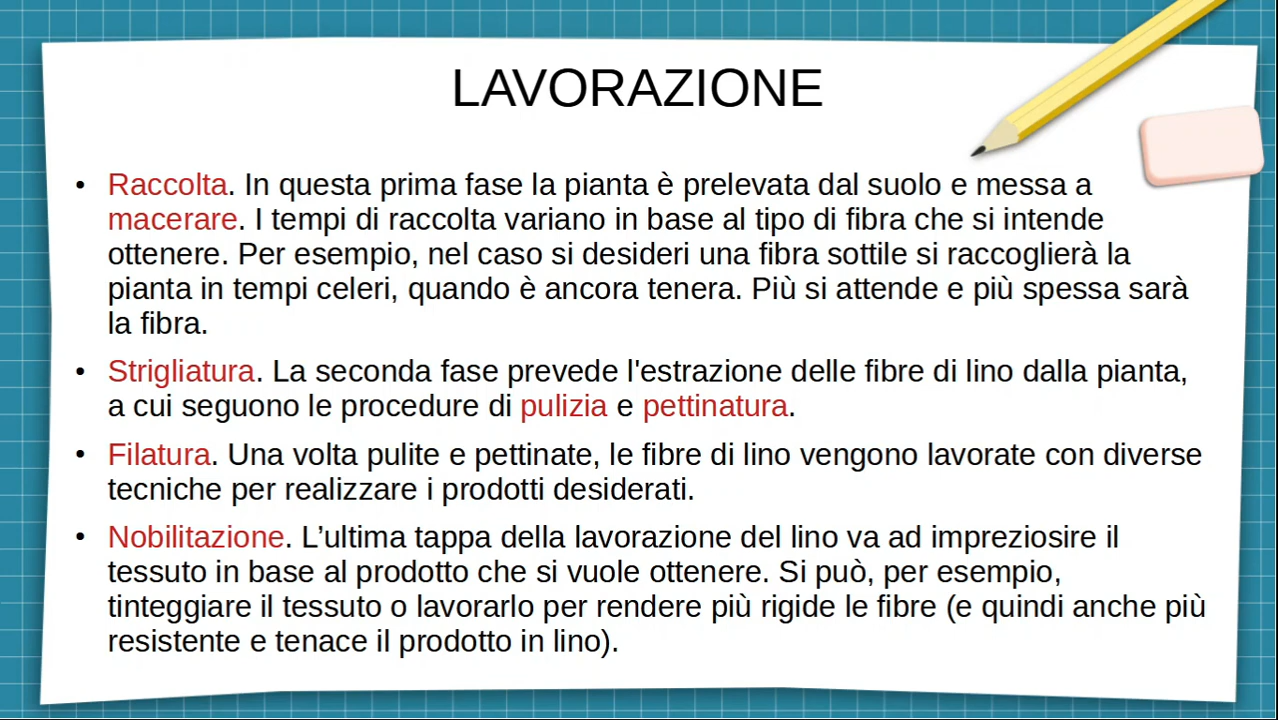 LAVORAZIONE
• Raccolta. In questa prima fase la pianta è prelevata dal suolo e messa a
macerare. I tempi di raccolta variano in base al tipo di fibra che si intende
ottenere. Per esempio, nel caso si desideri una fibra sottile si raccoglierà la
pianta in tempi celeri, quando è ancora tenera. Più si attende e più spessa sarà
la fibra.
• Strigliatura. La seconda fase prevede l'estrazione delle fibre di lino dalla pianta,
a cui seguono le procedure di pulizia e pettinatura.
• Filatura. Una volta pulite e pettinate, le fibre di lino vengono lavorate con diverse
tecniche per realizzare i prodotti desiderati.
• Nobilitazione. L’ultima tappa della lavorazione del lino va ad impreziosire il
tessuto in base al prodotto che si vuole ottenere. Si può, per esempio,
tinteggiare il tessuto o lavorarlo per rendere più rigide le fibre (e quindi anche più
resistente e tenace il prodotto in lino).